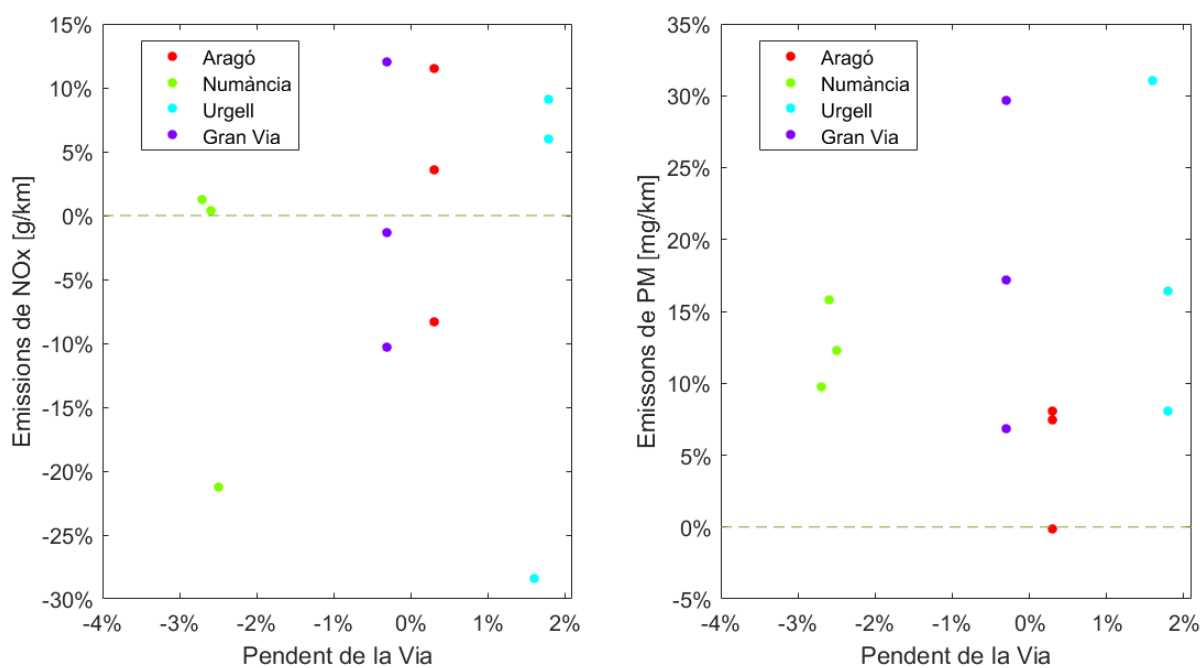 15%
10%
5%
0%
-5%
-10%
-15%
-20%
-25%
-30%
Emissions de NOx [g/km]
Aragó
Numància
Urgell
Gran Via
-4%
-3%
-2%
-1%
0%
1%
2%
Pendent de la Via
35%
30%
25%
20%
15%
10%
5%
0%
-5%
Emissons de PM [mg/km]
Aragó
Numància
Urgell
Gran Via
-4%
-3%
-2%
-1%
0%
1%
2%
Pendent de la Via